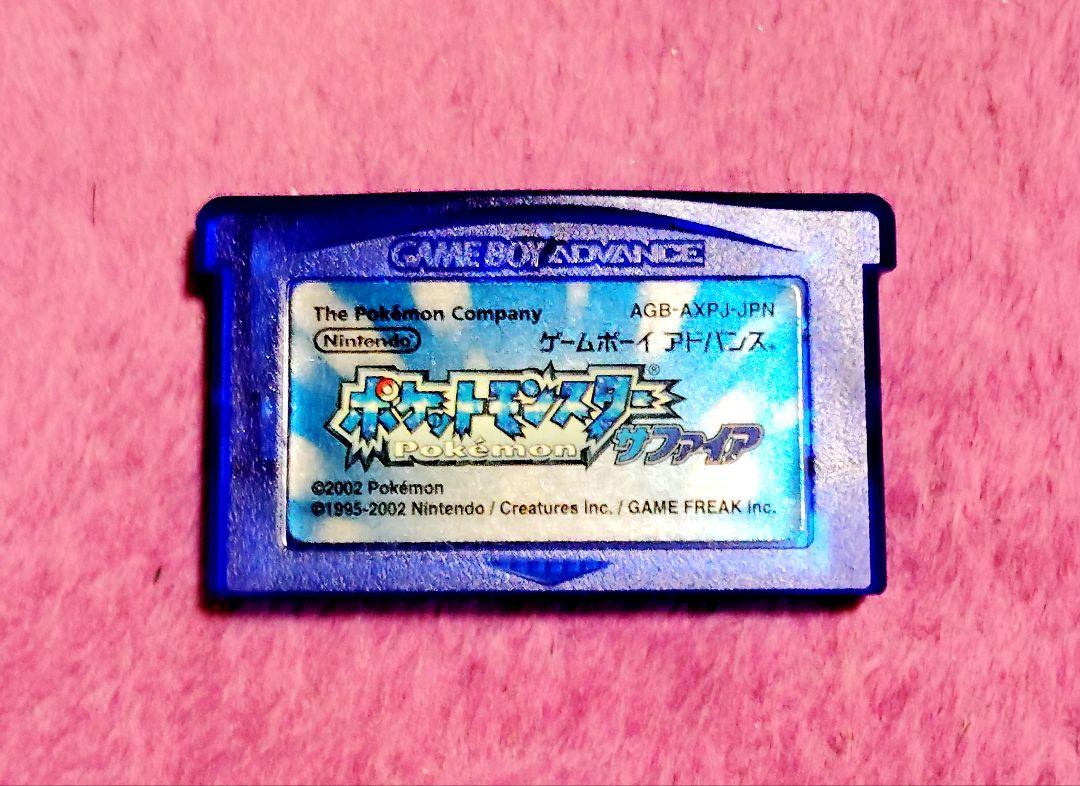 GAME BOY ADVANCE
The Pokémon Company AGB-AXPJ-JPN
Nintendo® ゲームボーイ アドバンス®
ポケットモンスター®
Pokémon サファイア
©2002 Pokémon
©1995-2002 Nintendo / Creatures Inc. / GAME FREAK Inc.